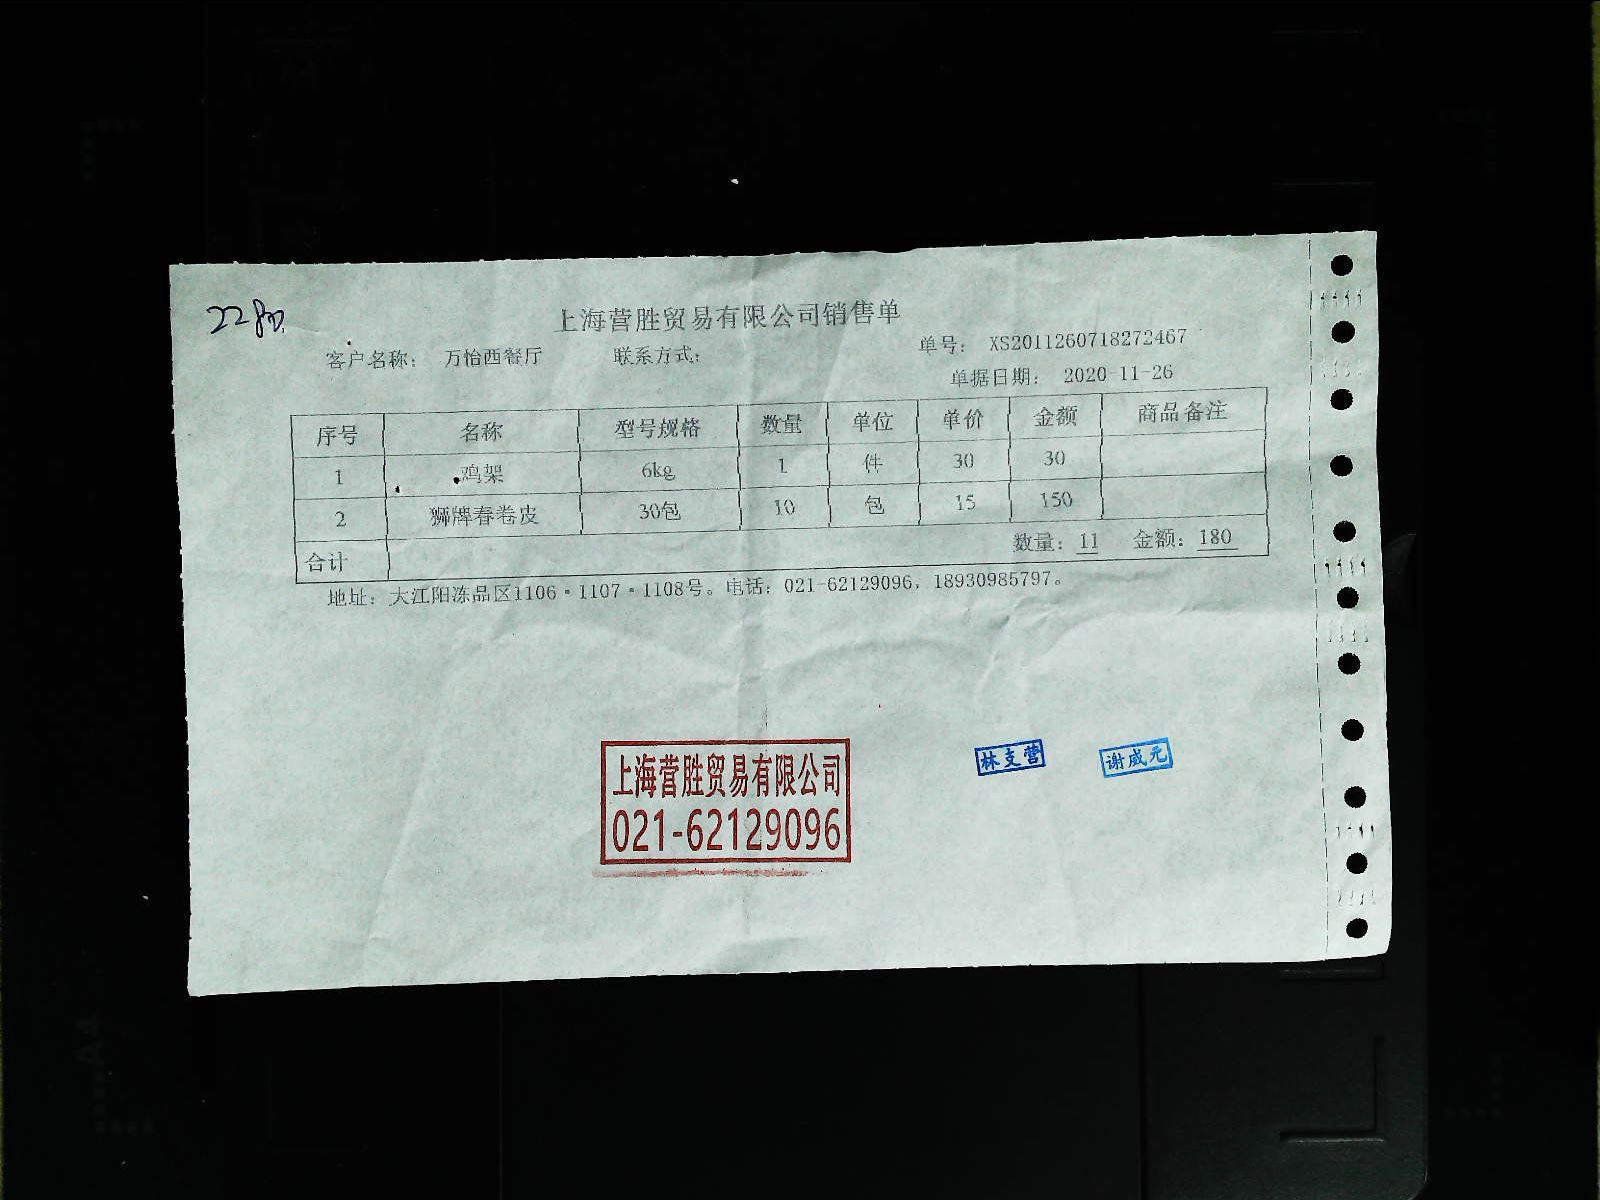 上海营胜贸易有限公司销售单
客户名称： 万怡西餐厅 联系方式： 单号： XS2011260718272467
单据日期： 2020-11-26
序号 名称 型号规格 数量 单位 单价 金额 商品备注
1 鸡架 6kg 1 件 30 30
2 狮牌春卷皮 30包 10 包 15 150
合计 数量：11 金额：180
地址：大江阳冻品区1106·1107·1108号。电话：021-62129096，18930985797。
上海营胜贸易有限公司
021-62129096
林支营
谢成元